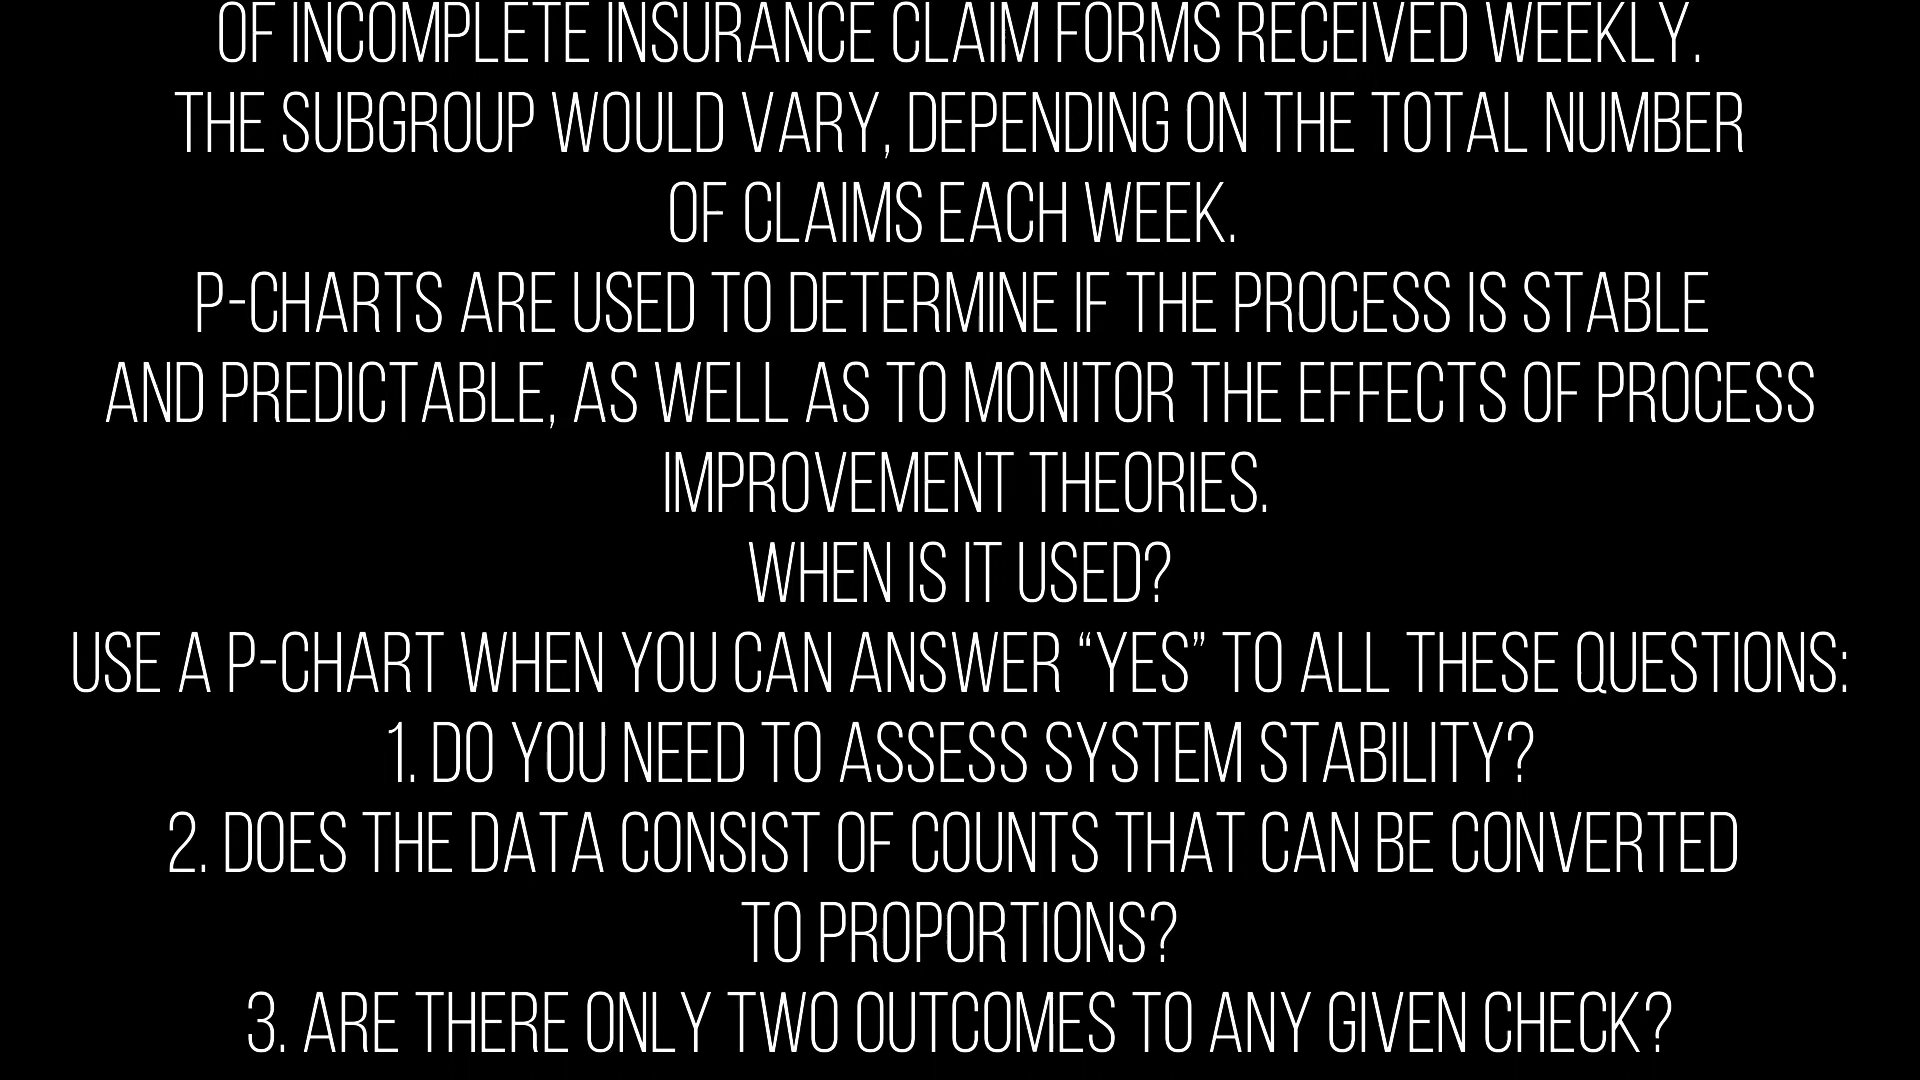 OF INCOMPLETE INSURANCE CLAIM FORMS RECEIVED WEEKLY.
THE SUBGROUP WOULD VARY, DEPENDING ON THE TOTAL NUMBER
OF CLAIMS EACH WEEK.
P-CHARTS ARE USED TO DETERMINE IF THE PROCESS IS STABLE
AND PREDICTABLE, AS WELL AS TO MONITOR THE EFFECTS OF PROCESS
IMPROVEMENT THEORIES.
WHEN IS IT USED?
USE A P-CHART WHEN YOU CAN ANSWER “YES” TO ALL THESE QUESTIONS:
1. DO YOU NEED TO ASSESS SYSTEM STABILITY?
2. DOES THE DATA CONSIST OF COUNTS THAT CAN BE CONVERTED
TO PROPORTIONS?
3. ARE THERE ONLY TWO OUTCOMES TO ANY GIVEN CHECK?